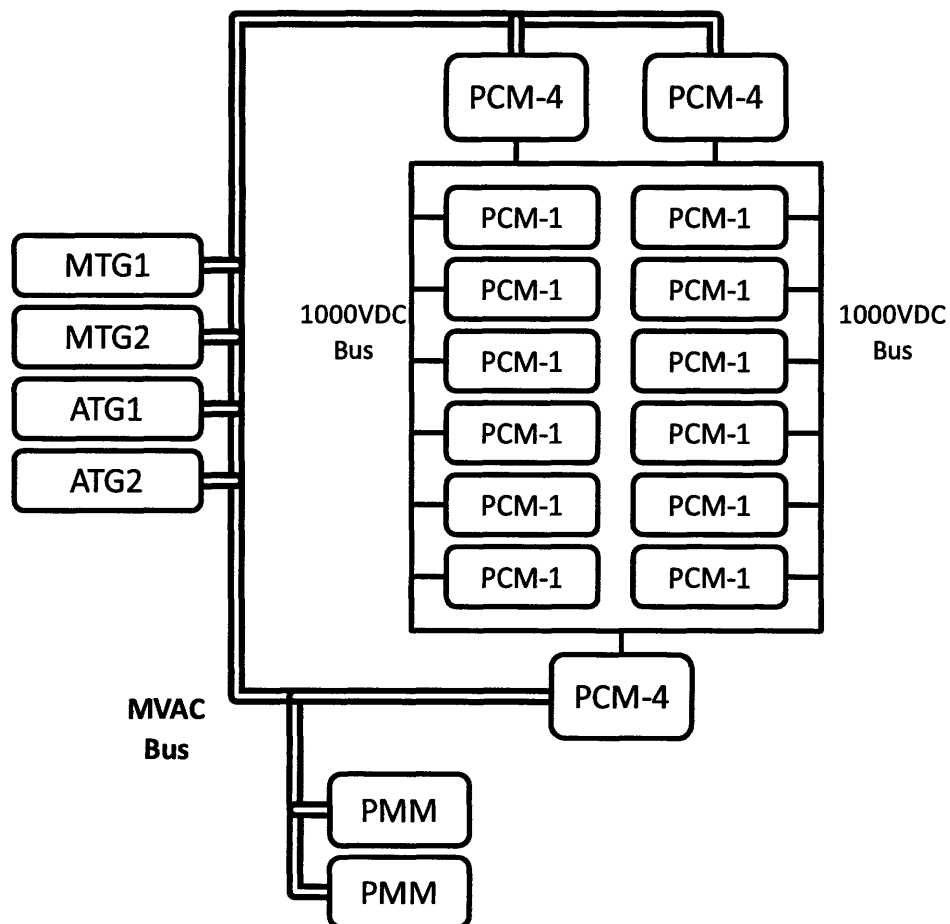 PCM-4
PCM-4
PCM-1
PCM-1
MTG1
MTG2
ATG1
ATG2
PCM-1
PCM-1
1000VDC
Bus
1000VDC
Bus
PCM-1
PCM-1
PCM-1
PCM-1
PCM-1
PCM-1
PCM-1
PCM-1
PCM-4
MVAC
Bus
PMM
PMM